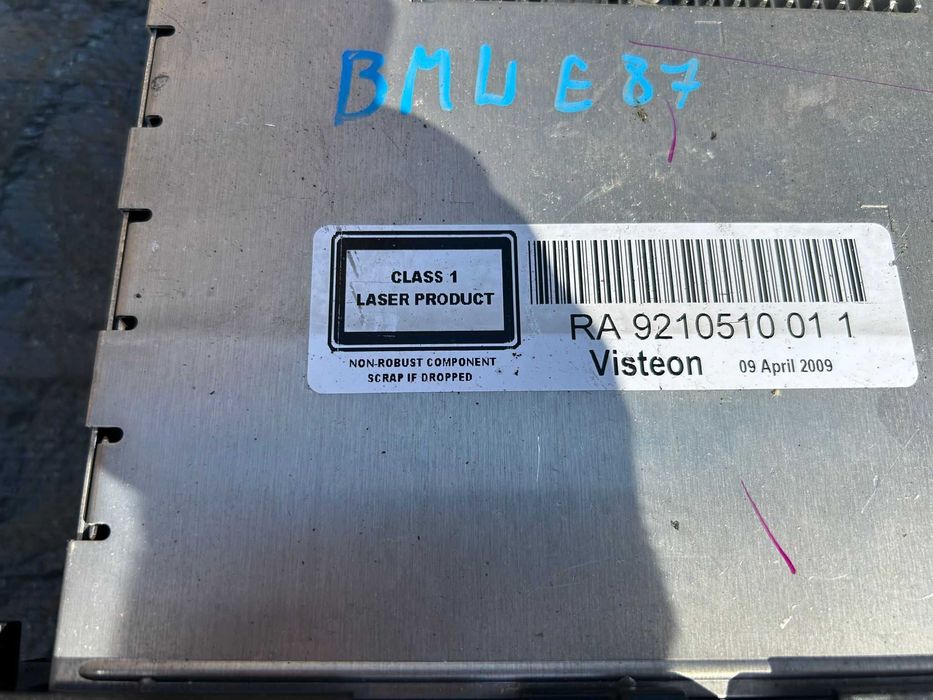 BMW E87
CLASS 1
LASER PRODUCT
NON-ROBUST COMPONENT
SCRAP IF DROPPED
RA 9210510 01 1
Visteon 09 April 2009